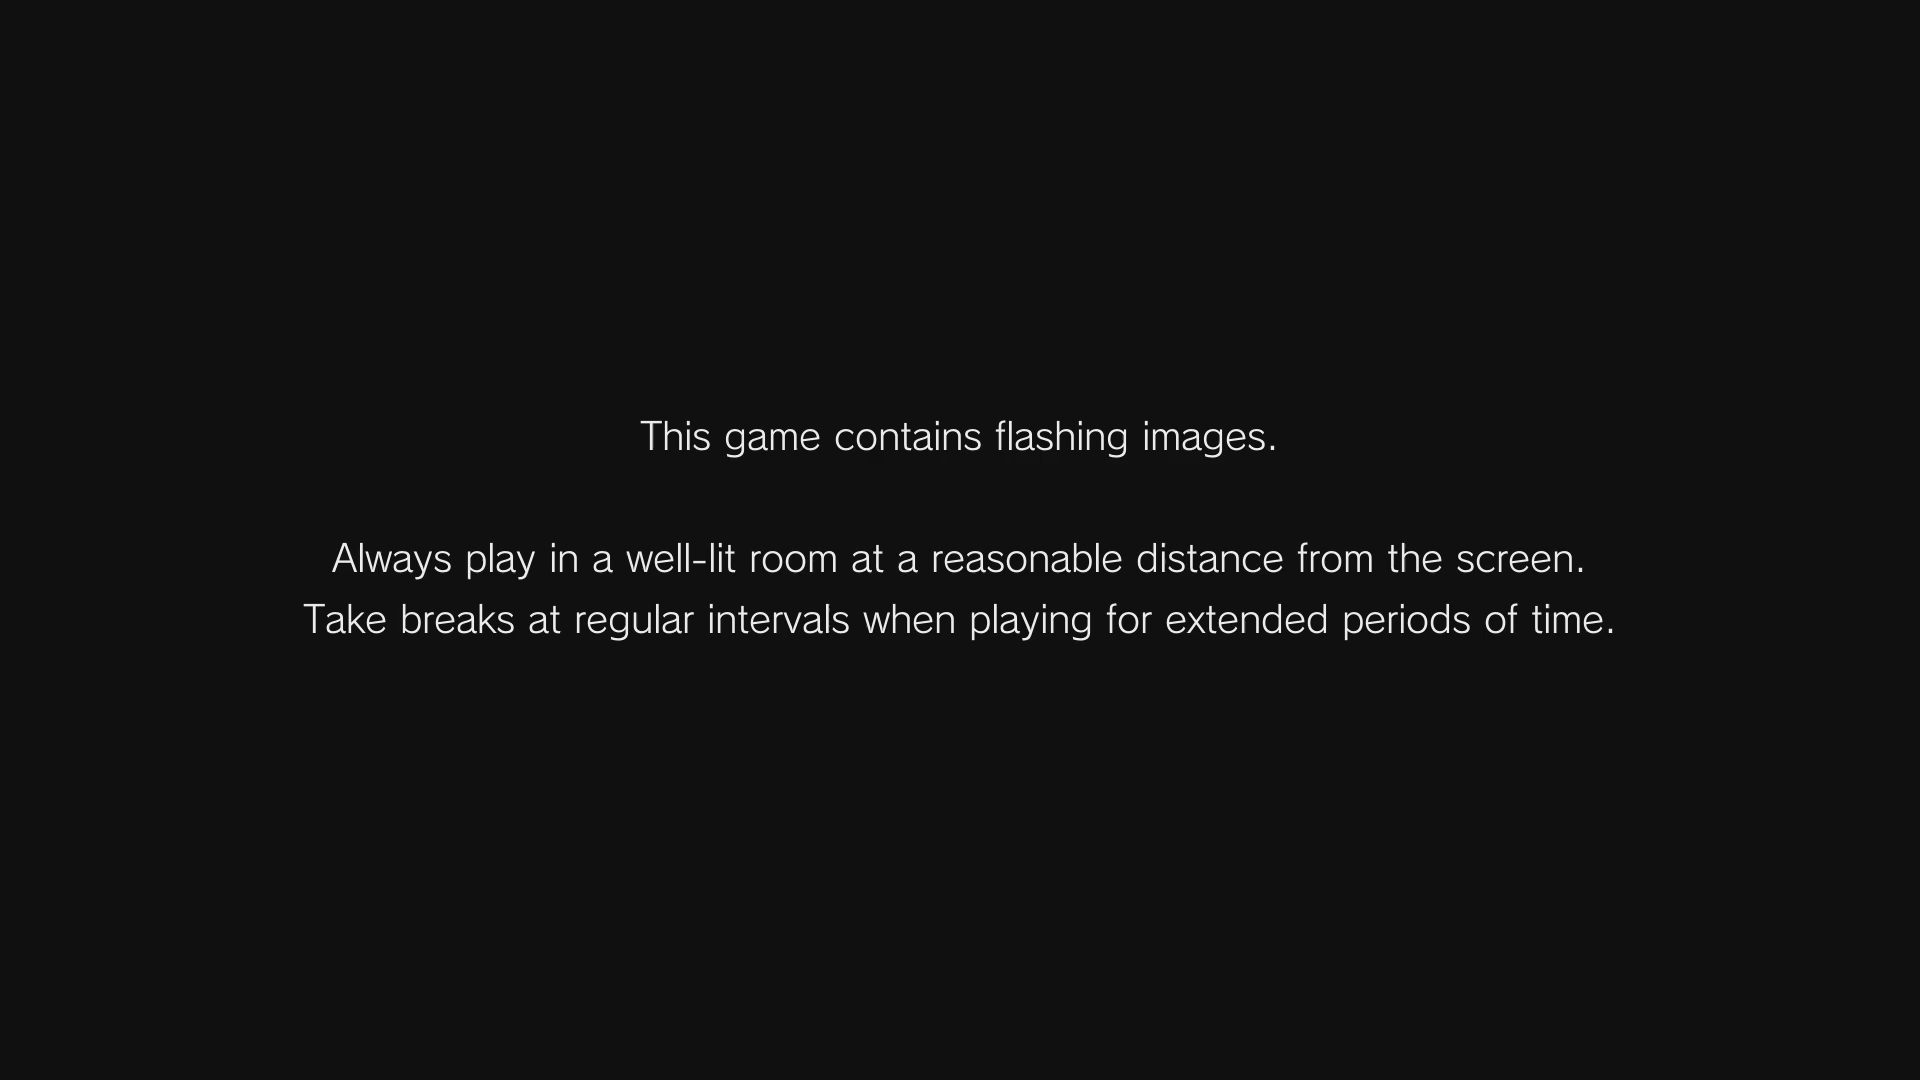 This game contains flashing images.
Always play in a well-lit room at a reasonable distance from the screen.
Take breaks at regular intervals when playing for extended periods of time.